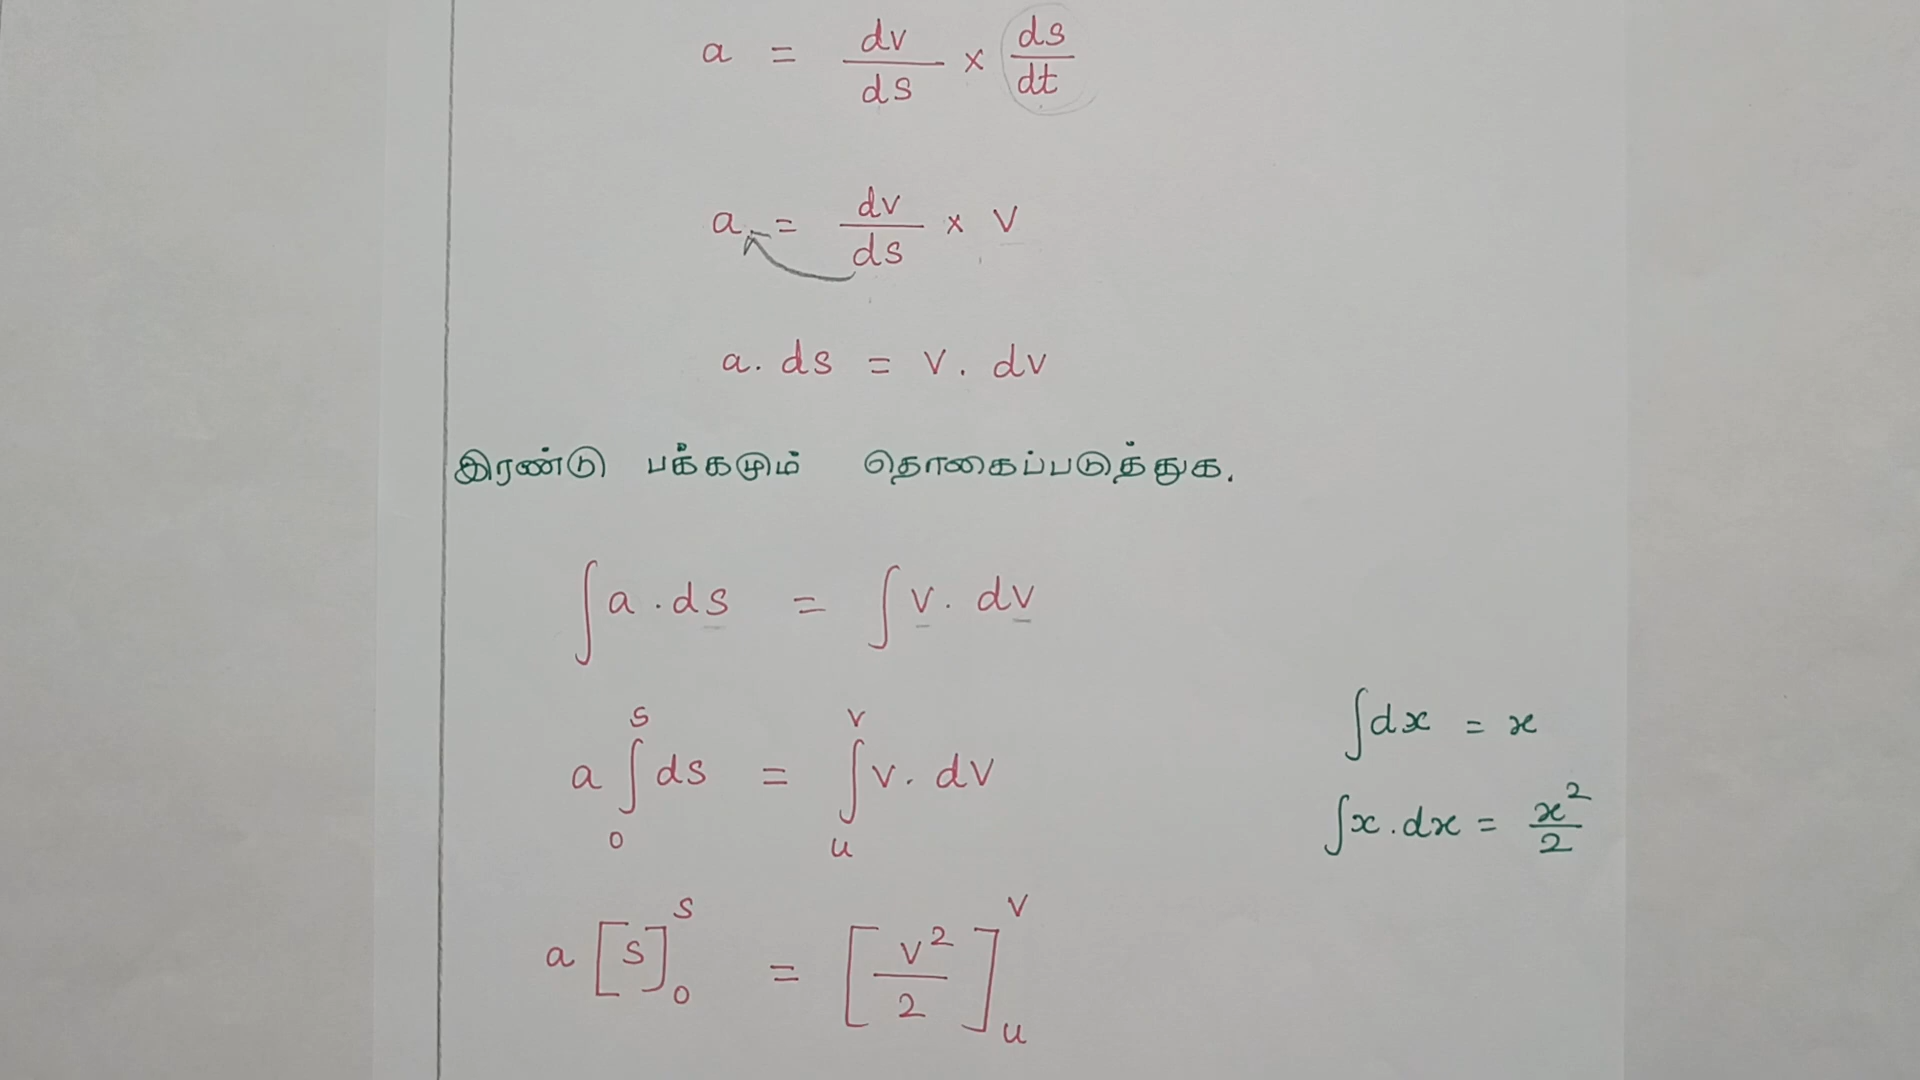 a = dv/ds × ds/dt
a = dv/ds × v
a. ds = v. dv
இரண்டு பக்கமும் தொகைப்படுத்துக.
∫a.ds = ∫v. dv
a ∫₀ˢ ds = ∫ᵤᵛ v. dv
∫dx = x
∫x.dx = x²/2
a [s]₀ˢ = [v²/2]ᵤᵛ